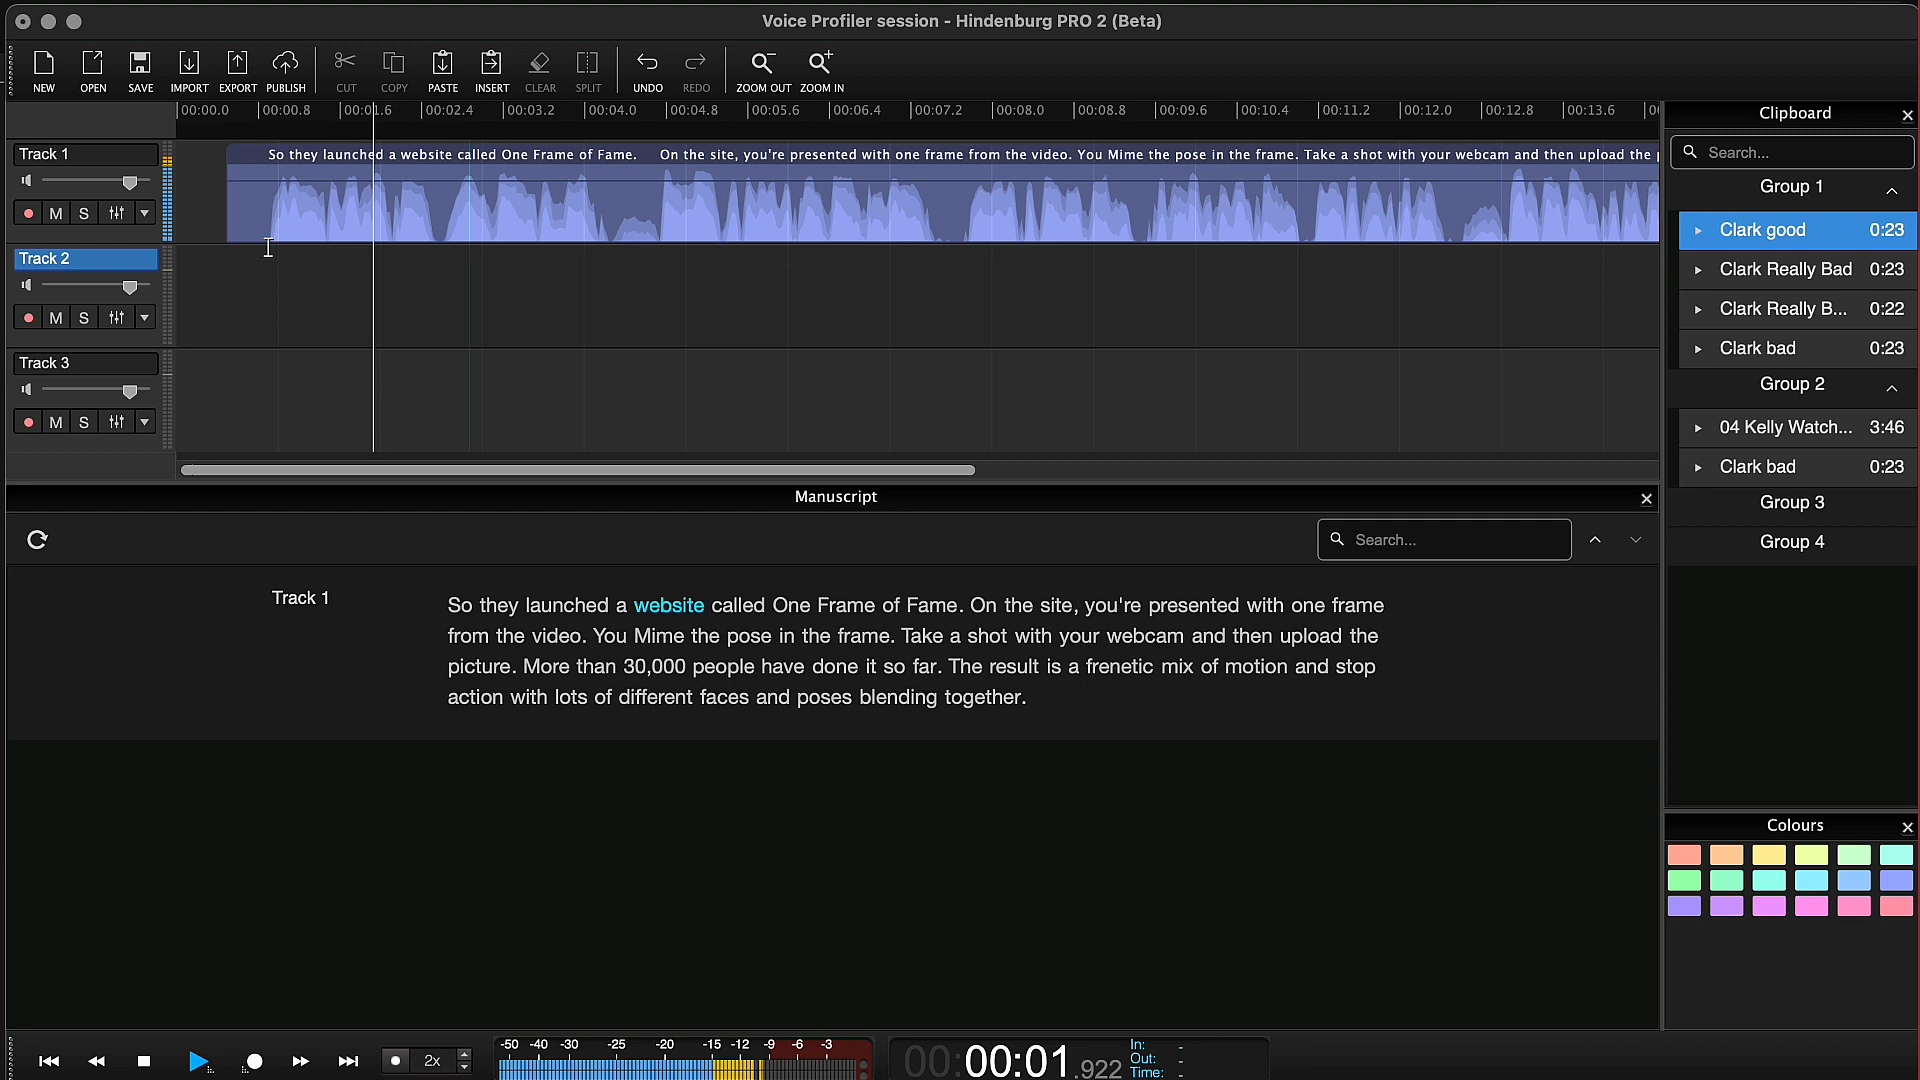 Voice Profiler session - Hindenburg PRO 2 (Beta)
NEW OPEN SAVE IMPORT EXPORT PUBLISH CUT COPY PASTE INSERT CLEAR SPLIT UNDO REDO ZOOM OUT ZOOM IN
00:00.0 00:00.8 00:01.6 00:02.4 00:03.2 00:04.0 00:04.8 00:05.6 00:06.4 00:07.2 00:08.0 00:08.8 00:09.6 00:10.4 00:11.2 00:12.0 00:12.8 00:13.6
Track 1
So they launched a website called One Frame of Fame. On the site, you're presented with one frame from the video. You Mime the pose in the frame. Take a shot with your webcam and then upload the
M S
Track 2
M S
Track 3
M S
Clipboard
Search...
Group 1
Clark good 0:23
Clark Really Bad 0:23
Clark Really B... 0:22
Clark bad 0:23
Group 2
04 Kelly Watch... 3:46
Clark bad 0:23
Group 3
Group 4
Manuscript
Search...
Track 1
So they launched a website called One Frame of Fame. On the site, you're presented with one frame
from the video. You Mime the pose in the frame. Take a shot with your webcam and then upload the
picture. More than 30,000 people have done it so far. The result is a frenetic mix of motion and stop
action with lots of different faces and poses blending together.
Colours
2x
-50 -40 -30 -25 -20 -15 -12 -9 -6 -3
00:00:01.922
In: -
Out: -
Time: -